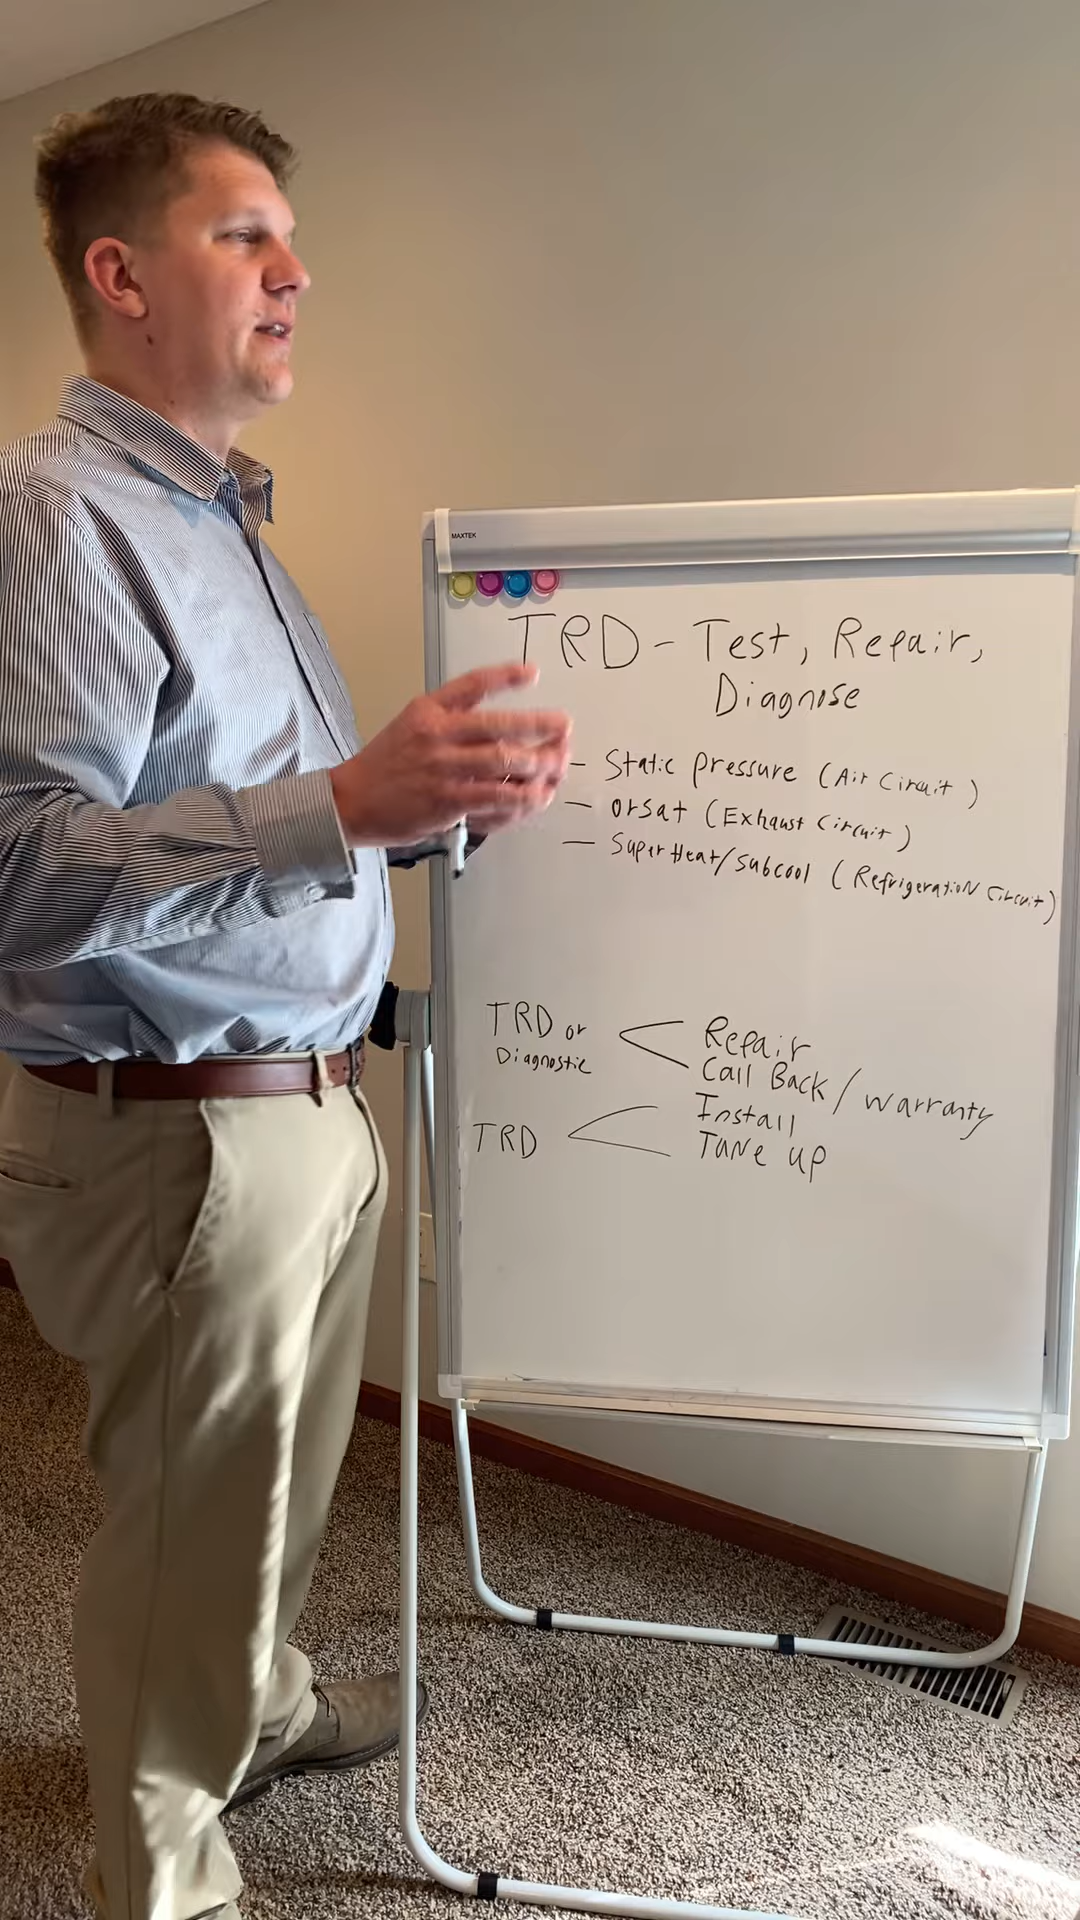 MAXTEK
TRD - Test, Repair,
Diagnose
- Static pressure (Air Circuit)
- orsat (Exhaust Circuit)
- Super Heat/Subcool (Refrigeration Circuit)
TRD or
Diagnostic
Repair
Call Back / Warranty
TRD
Install
Tune up